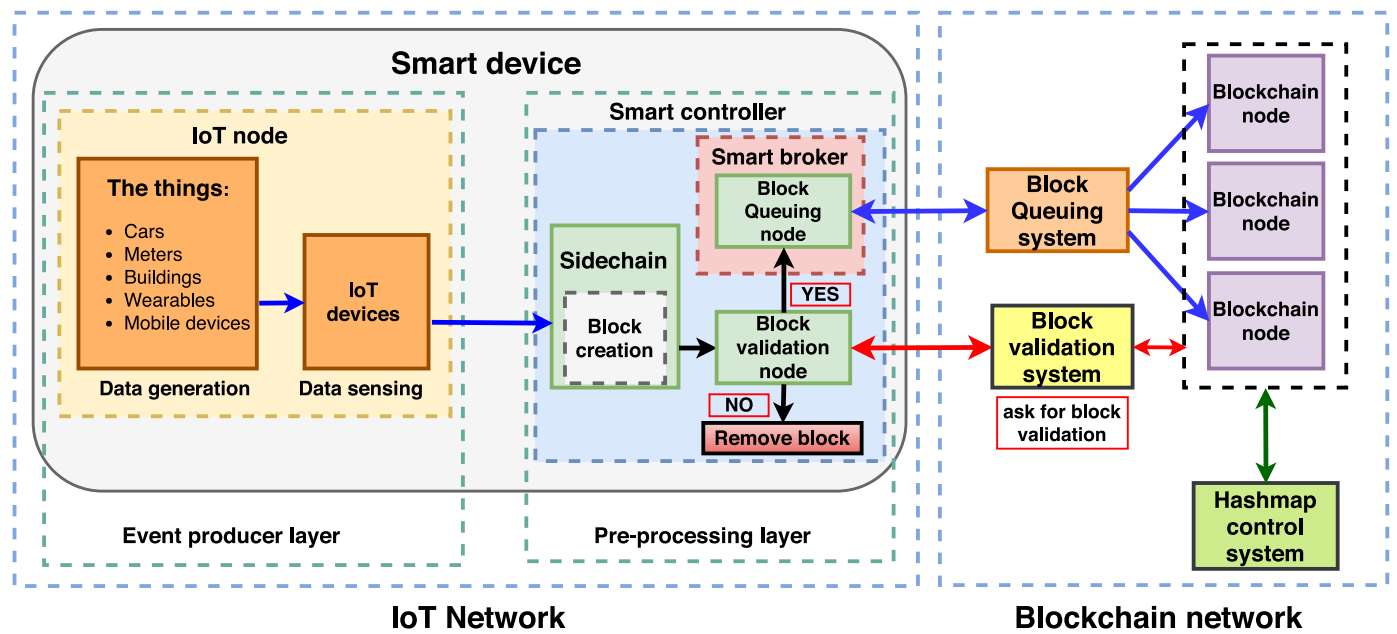 Smart device
IoT node
The things:
• Cars
• Meters
• Buildings
• Wearables
• Mobile devices
Data generation
IoT
devices
Data sensing
Event producer layer
Smart controller
Smart broker
Block
Queuing
node
Sidechain
Block
creation
YES
Block
validation
node
NO
Remove block
Pre-processing layer
IoT Network
Block
Queuing
system
Block
validation
system
ask for block
validation
Blockchain
node
Blockchain
node
Blockchain
node
Hashmap
control
system
Blockchain network